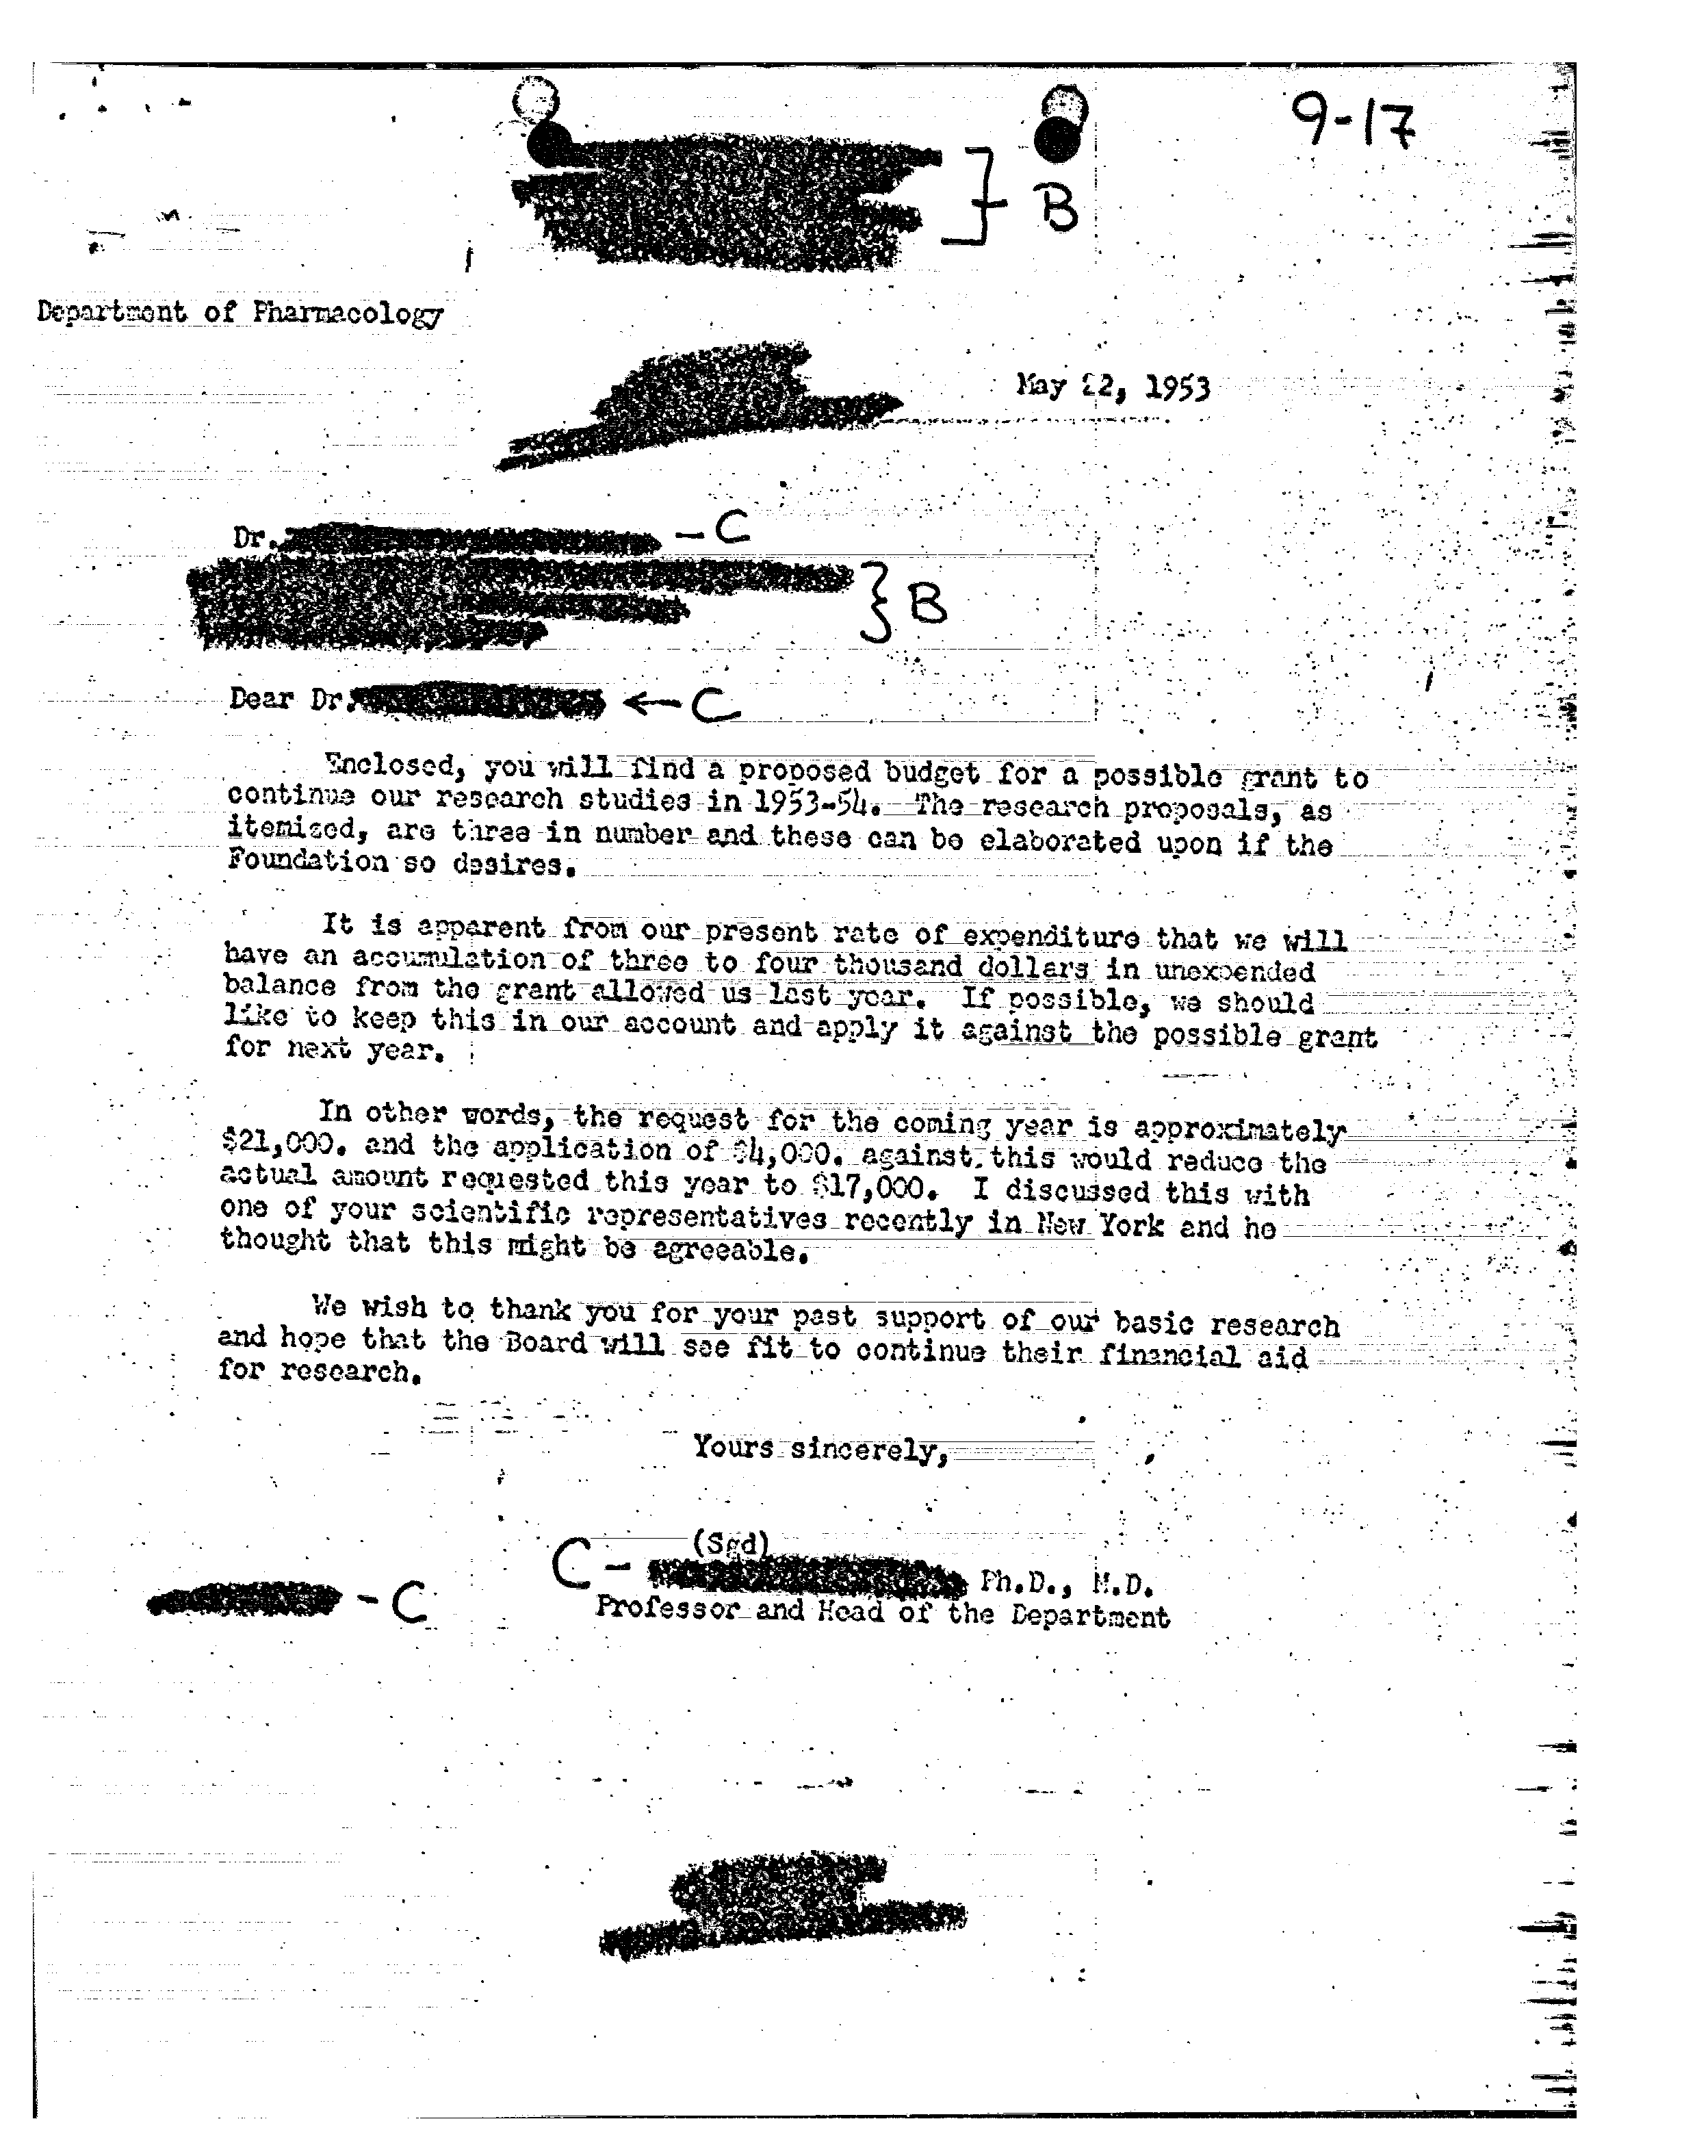 9-17
B
Department of Pharmacology
May 22, 1953
Dr. - C
B
Dear Dr. ← C
Enclosed, you will find a proposed budget for a possible grant to
continue our research studies in 1953-54. The research proposals, as
itemized, are three in number and these can be elaborated upon if the
Foundation so desires.
It is apparent from our present rate of expenditure that we will
have an accumulation of three to four thousand dollars in unexpended
balance from the grant allowed us last year. If possible, we should
like to keep this in our account and apply it against the possible grant
for next year.
In other words, the request for the coming year is approximately
$21,000. and the application of $4,000. against this would reduce the
actual amount requested this year to $17,000. I discussed this with
one of your scientific representatives recently in New York and he
thought that this might be agreeable.
We wish to thank you for your past support of our basic research
and hope that the Board will see fit to continue their financial aid
for research.
Yours sincerely,
(Sgd)
C - Ph.D., M.D.
- C
Professor and Head of the Department